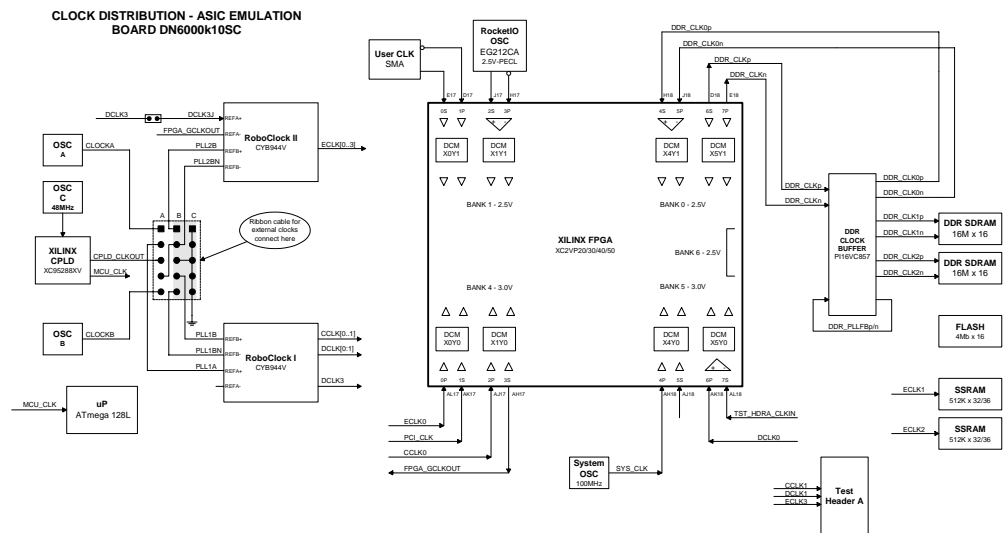 CLOCK DISTRIBUTION - ASIC EMULATION
BOARD DN6000k10SC
User CLK
SMA
RocketIO
OSC
EG212CA
2.5V-PECL
DDR_CLK0p
DDR_CLK0n
DDR_CLKp
DDR_CLKn
E17
D17
J17
H17
H18
J18
D18
E18
0S
1P
2S
3P
4S
5P
6S
7P
+
-
DCM
X0Y1
DCM
X1Y1
DCM
X4Y1
DCM
X5Y1
BANK 1 - 2.5V
BANK 0 - 2.5V
XILINX FPGA
XC2VP20/30/40/50
BANK 6 - 2.5V
BANK 4 - 3.0V
BANK 5 - 3.0V
DCM
X0Y0
DCM
X1Y0
DCM
X4Y0
DCM
X5Y0
+
-
0P
1S
2P
3S
4P
5S
6P
7S
AL17
AK17
AJ17
AH17
AH18
AJ18
AK18
AL18
ECLK0
PCI_CLK
CCLK0
FPGA_GCLKOUT
System
OSC
100MHz
SYS_CLK
TST_HDRA_CLKIN
DCLK0
DCLK3
DCLK3J
FPGA_GCLKOUT
PLL2B
PLL2BN
REFA+
REFA-
REFB+
REFB-
RoboClock II
CYB944V
ECLK[0..3]
OSC
A
CLOCKA
OSC
C
48MHz
XILINX
CPLD
XC95288XV
CPLD_CLKOUT
MCU_CLK
A
B
C
Ribbon cable for
external clocks
connect here
OSC
B
CLOCKB
PLL1B
PLL1BN
PLL1A
REFB+
REFB-
REFA+
REFA-
RoboClock I
CYB944V
CCLK[0..1]
DCLK[0:1]
DCLK3
MCU_CLK
uP
ATmega 128L
DDR_CLKp
DDR_CLKn
DDR
CLOCK
BUFFER
PI16VC857
DDR_CLK0p
DDR_CLK0n
DDR_CLK1p
DDR_CLK1n
DDR_CLK2p
DDR_CLK2n
DDR_PLLFBp/n
DDR SDRAM
16M x 16
DDR SDRAM
16M x 16
FLASH
4Mb x 16
ECLK1
SSRAM
512K x 32/36
ECLK2
SSRAM
512K x 32/36
CCLK1
DCLK1
ECLK3
Test
Header A